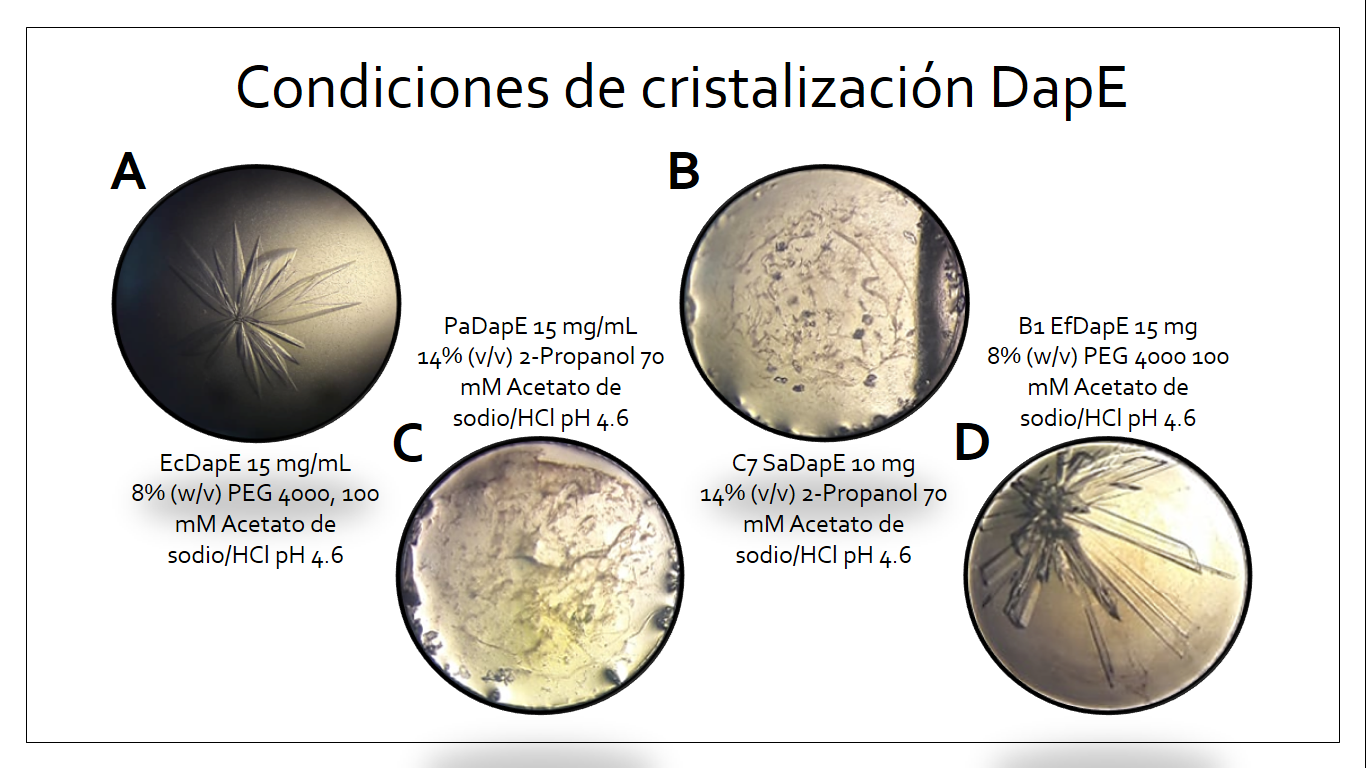 Condiciones de cristalización DapE
A
EcDapE 15 mg/mL
8% (w/v) PEG 4000, 100
mM Acetato de
sodio/HCl pH 4.6
PaDapE 15 mg/mL
14% (v/v) 2-Propanol 70
mM Acetato de
sodio/HCl pH 4.6
C
B
C7 SaDapE 10 mg
14% (v/v) 2-Propanol 70
mM Acetato de
sodio/HCl pH 4.6
B1 EfDapE 15 mg
8% (w/v) PEG 4000 100
mM Acetato de
sodio/HCl pH 4.6
D